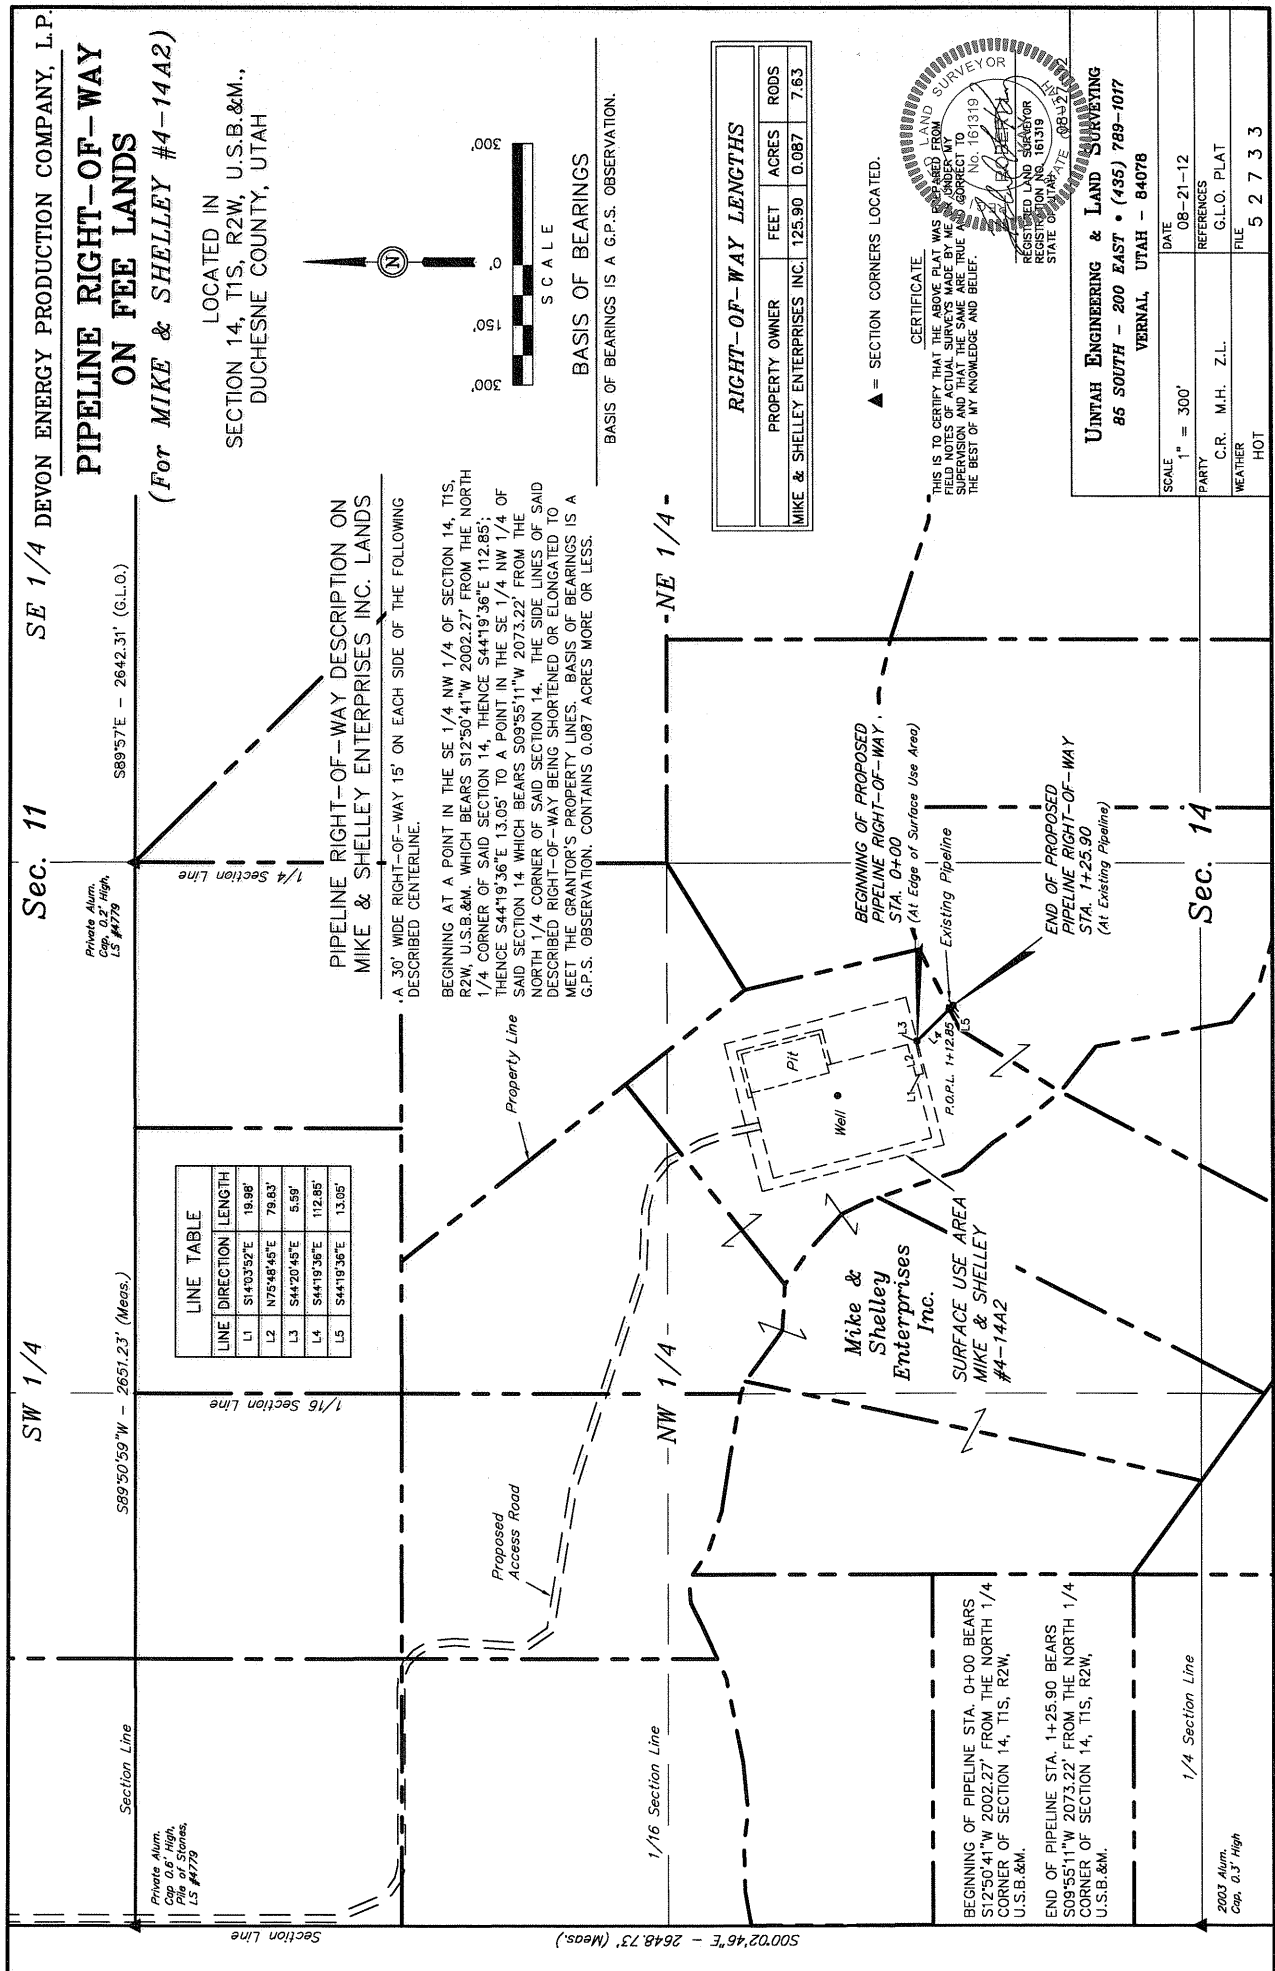 SW 1/4
Sec. 11
SE 1/4
DEVON ENERGY PRODUCTION COMPANY, L.P.
PIPELINE RIGHT-OF-WAY
ON FEE LANDS
(For MIKE & SHELLEY #4-14A2)
LOCATED IN
SECTION 14, T1S, R2W, U.S.B.&M.,
DUCHESNE COUNTY, UTAH
N
300'
150'
0'
300'
SCALE
BASIS OF BEARINGS
BASIS OF BEARINGS IS A G.P.S. OBSERVATION.
Section Line
S89°50'59"W - 2651.23' (Meas.)
S89°57'E - 2642.31' (G.L.O.)
Private Alum.
Cap 0.6' High,
Pile of Stones,
LS #4779
Private Alum.
Cap, 0.2' High,
LS #4779
Section Line
1/16 Section Line
1/4 Section Line
LINE TABLE
LINE DIRECTION LENGTH
L1 S14°03'52"E 19.98'
L2 N75°48'45"E 79.83'
L3 S44°20'45"E 5.59'
L4 S44°19'36"E 112.85'
L5 S44°19'36"E 13.05'
PIPELINE RIGHT-OF-WAY DESCRIPTION ON
MIKE & SHELLEY ENTERPRISES INC. LANDS
A 30' WIDE RIGHT-OF-WAY 15' ON EACH SIDE OF THE FOLLOWING
DESCRIBED CENTERLINE.
BEGINNING AT A POINT IN THE SE 1/4 NW 1/4 OF SECTION 14, T1S,
R2W, U.S.B.&M. WHICH BEARS S12°50'41"W 2002.27' FROM THE NORTH
1/4 CORNER OF SAID SECTION 14, THENCE S44°19'36"E 112.85';
THENCE S44°19'36"E 13.05' TO A POINT IN THE SE 1/4 NW 1/4 OF
SAID SECTION 14 WHICH BEARS S09°55'11"W 2073.22' FROM THE
NORTH 1/4 CORNER OF SAID SECTION 14. THE SIDE LINES OF SAID
DESCRIBED RIGHT-OF-WAY BEING SHORTENED OR ELONGATED TO
MEET THE GRANTOR'S PROPERTY LINES. BASIS OF BEARINGS IS A
G.P.S. OBSERVATION. CONTAINS 0.087 ACRES MORE OR LESS.
Property Line
Proposed
Access Road
1/16 Section Line
NW 1/4
NE 1/4
RIGHT-OF-WAY LENGTHS
PROPERTY OWNER FEET ACRES RODS
MIKE & SHELLEY ENTERPRISES INC. 125.90 0.087 7.63
Pit
Well
L1
L2
L3
L4
L5
P.O.P.L. 1+12.85
BEGINNING OF PROPOSED
PIPELINE RIGHT-OF-WAY
STA. 0+00
(At Edge of Surface Use Area)
Existing Pipeline
END OF PROPOSED
PIPELINE RIGHT-OF-WAY
STA. 1+25.90
(At Existing Pipeline)
Mike &
Shelley
Enterprises
Inc.
SURFACE USE AREA
MIKE & SHELLEY
#4-14A2
▲ = SECTION CORNERS LOCATED.
CERTIFICATE
THIS IS TO CERTIFY THAT THE ABOVE PLAT WAS PREPARED FROM
FIELD NOTES OF ACTUAL SURVEYS MADE BY ME OR UNDER MY
SUPERVISION AND THAT THE SAME ARE TRUE AND CORRECT TO
THE BEST OF MY KNOWLEDGE AND BELIEF.
LAND SURVEYOR
No. 161319
ROBERT
KAY
REGISTERED LAND SURVEYOR
REGISTRATION NO. 161319
STATE OF UTAH
BEGINNING OF PIPELINE STA. 0+00 BEARS
S12°50'41"W 2002.27' FROM THE NORTH 1/4
CORNER OF SECTION 14, T1S, R2W,
U.S.B.&M.
END OF PIPELINE STA. 1+25.90 BEARS
S09°55'11"W 2073.22' FROM THE NORTH 1/4
CORNER OF SECTION 14, T1S, R2W,
U.S.B.&M.
S00°02'46"E - 2648.73' (Meas.)
2003 Alum.
Cap, 0.3' High
1/4 Section Line
Sec. 14
UINTAH ENGINEERING & LAND SURVEYING
85 SOUTH - 200 EAST • (435) 789-1017
VERNAL, UTAH - 84078
SCALE
1" = 300'
DATE
08-21-12
PARTY
C.R. M.H. Z.L.
REFERENCES
G.L.O. PLAT
WEATHER
HOT
FILE
5 2 7 3 3